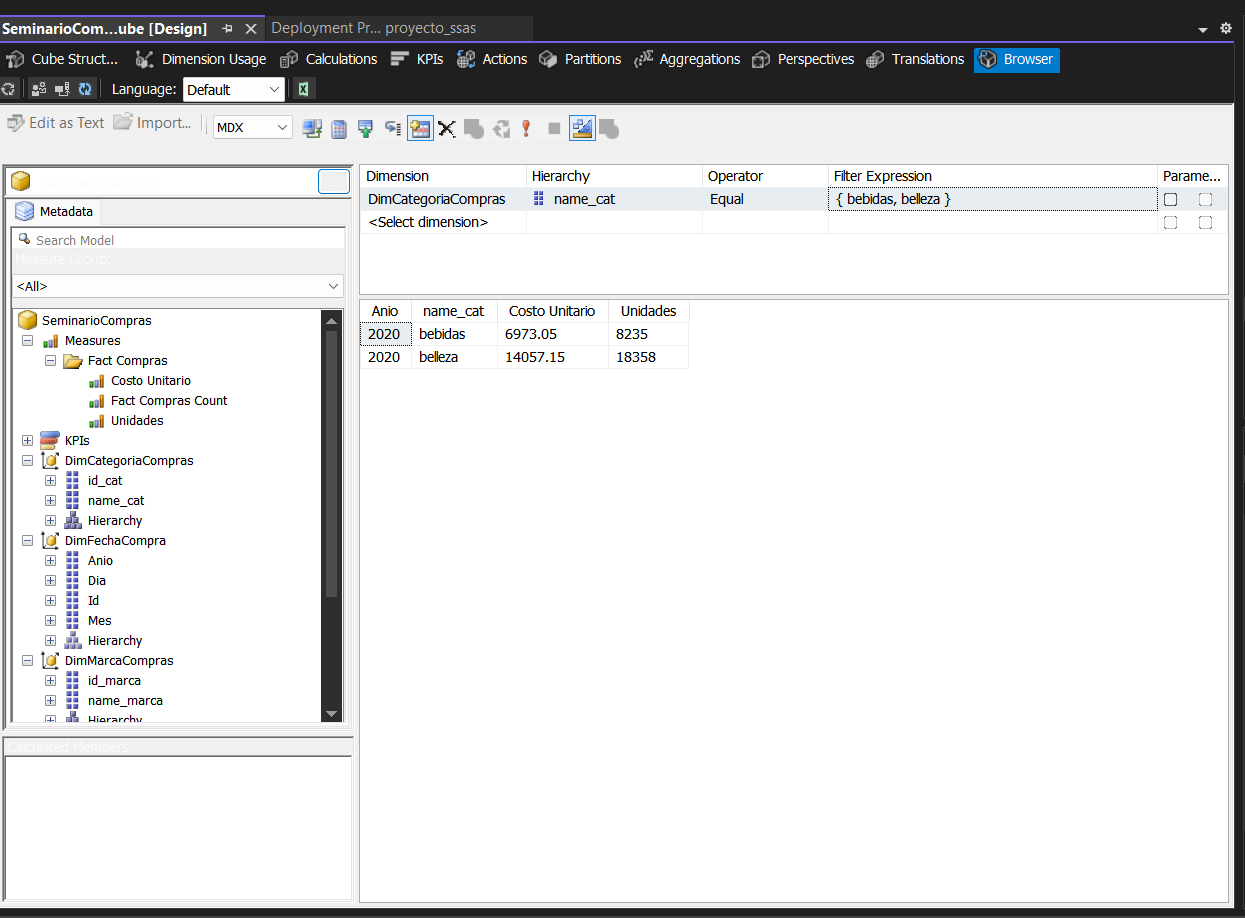 SeminarioCom...ube [Design] Deployment Pr... proyecto_ssas
Cube Struct... Dimension Usage Calculations KPIs Actions Partitions Aggregations Perspectives Translations Browser
Language: Default
Edit as Text Import... MDX
Dimension Hierarchy Operator Filter Expression Parame...
DimCategoriaCompras name_cat Equal { bebidas, belleza }
<Select dimension>
Metadata
Search Model
Measure Group:
<All>
Anio name_cat Costo Unitario Unidades
2020 bebidas 6973.05 8235
2020 belleza 14057.15 18358
SeminarioCompras
Measures
Fact Compras
Costo Unitario
Fact Compras Count
Unidades
KPIs
DimCategoriaCompras
id_cat
name_cat
Hierarchy
DimFechaCompra
Anio
Dia
Id
Mes
Hierarchy
DimMarcaCompras
id_marca
name_marca
Hierarchy
Calculated Members